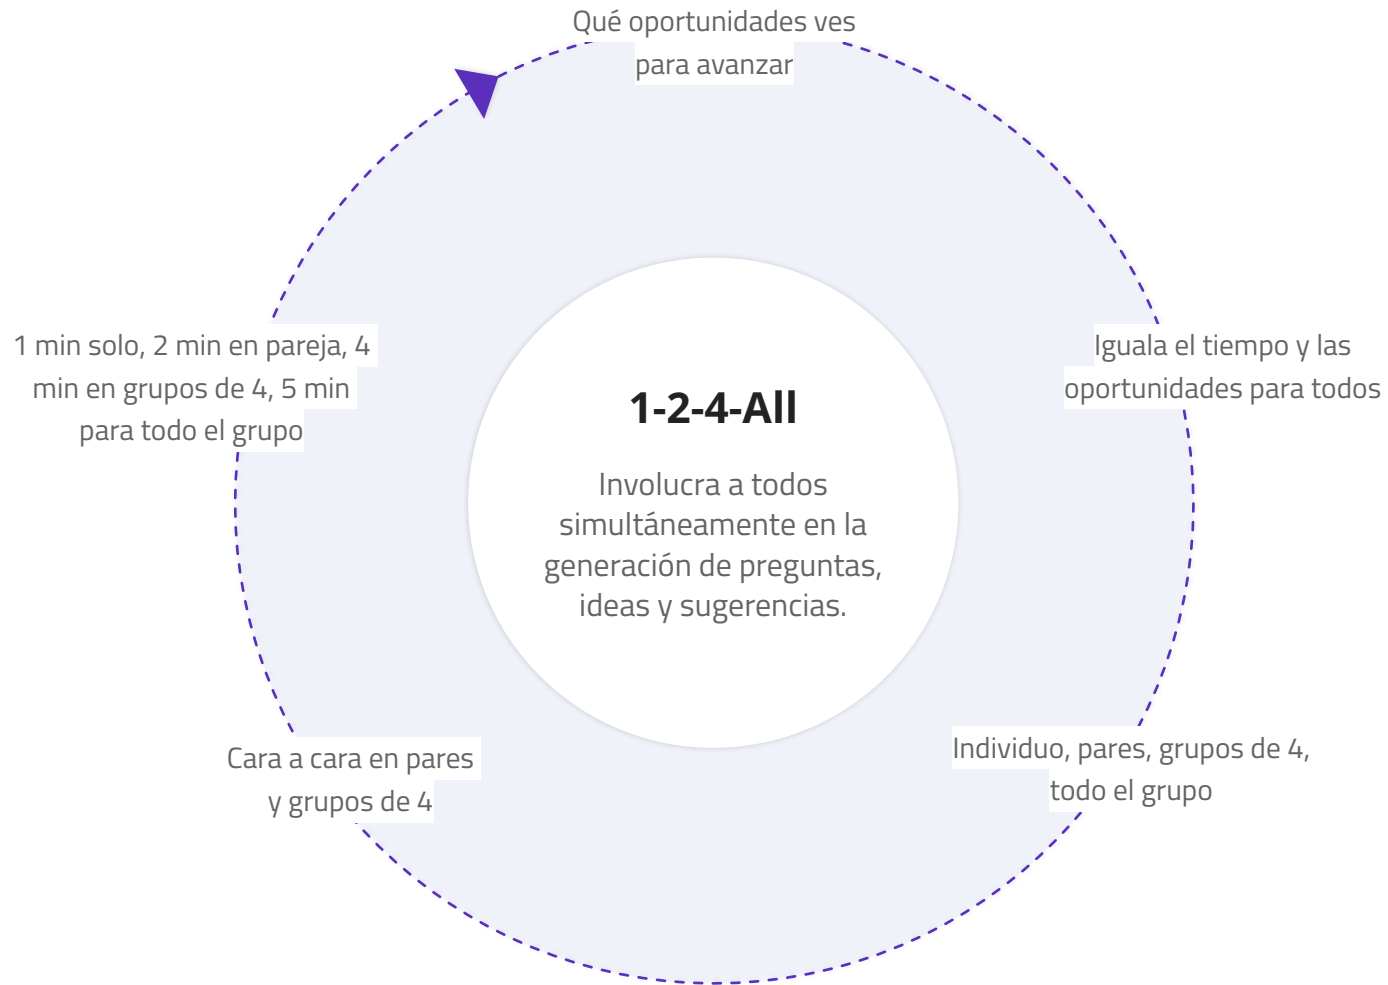 Qué oportunidades ves
para avanzar
Iguala el tiempo y las
oportunidades para todos
Individuo, pares, grupos de 4,
todo el grupo
Cara a cara en pares
y grupos de 4
1 min solo, 2 min en pareja, 4
min en grupos de 4, 5 min
para todo el grupo
1-2-4-All
Involucra a todos
simultáneamente en la
generación de preguntas,
ideas y sugerencias.